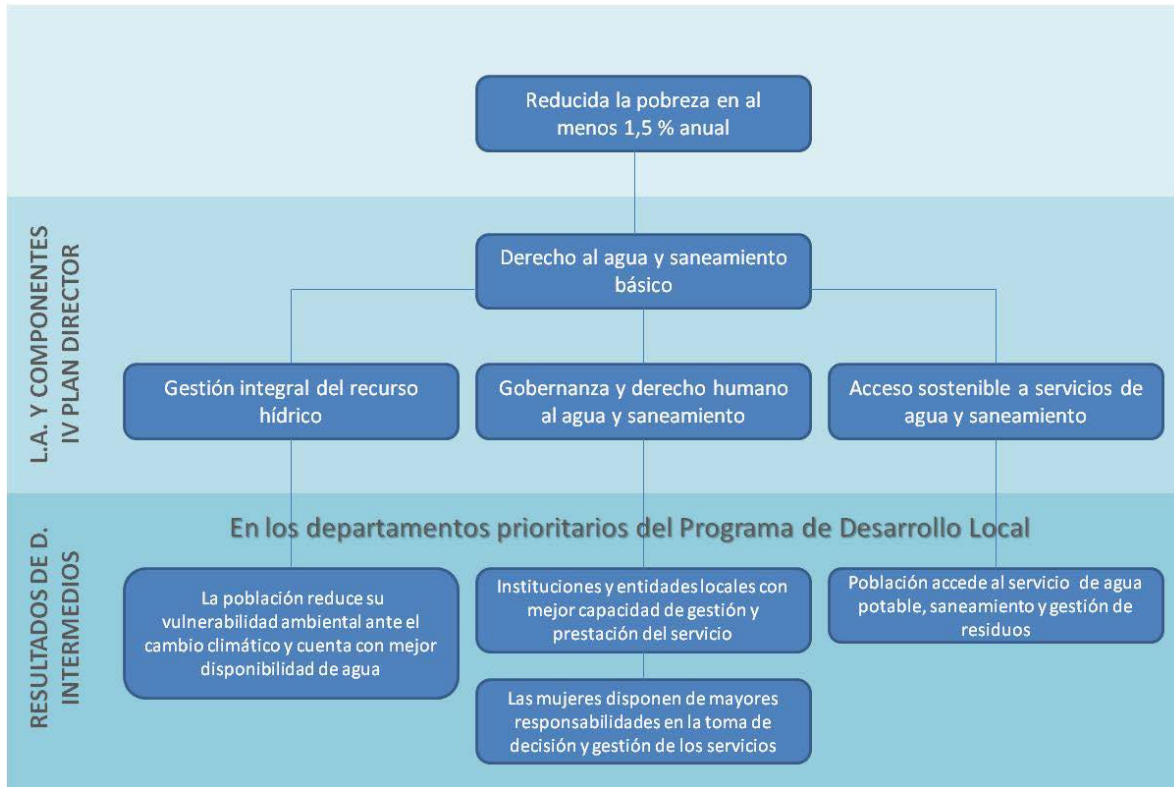 Reducida la pobreza en al
menos 1,5 % anual
L.A. Y COMPONENTES
IV PLAN DIRECTOR
Derecho al agua y saneamiento
básico
Gestión integral del recurso
hídrico
Gobernanza y derecho humano
al agua y saneamiento
Acceso sostenible a servicios de
agua y saneamiento
RESULTADOS DE D.
INTERMEDIOS
En los departamentos prioritarios del Programa de Desarrollo Local
La población reduce su
vulnerabilidad ambiental ante el
cambio climático y cuenta con mejor
disponibilidad de agua
Instituciones y entidades locales con
mejor capacidad de gestión y
prestación del servicio
Las mujeres disponen de mayores
responsabilidades en la toma de
decisión y gestión de los servicios
Población accede al servicio de agua
potable, saneamiento y gestión de
residuos